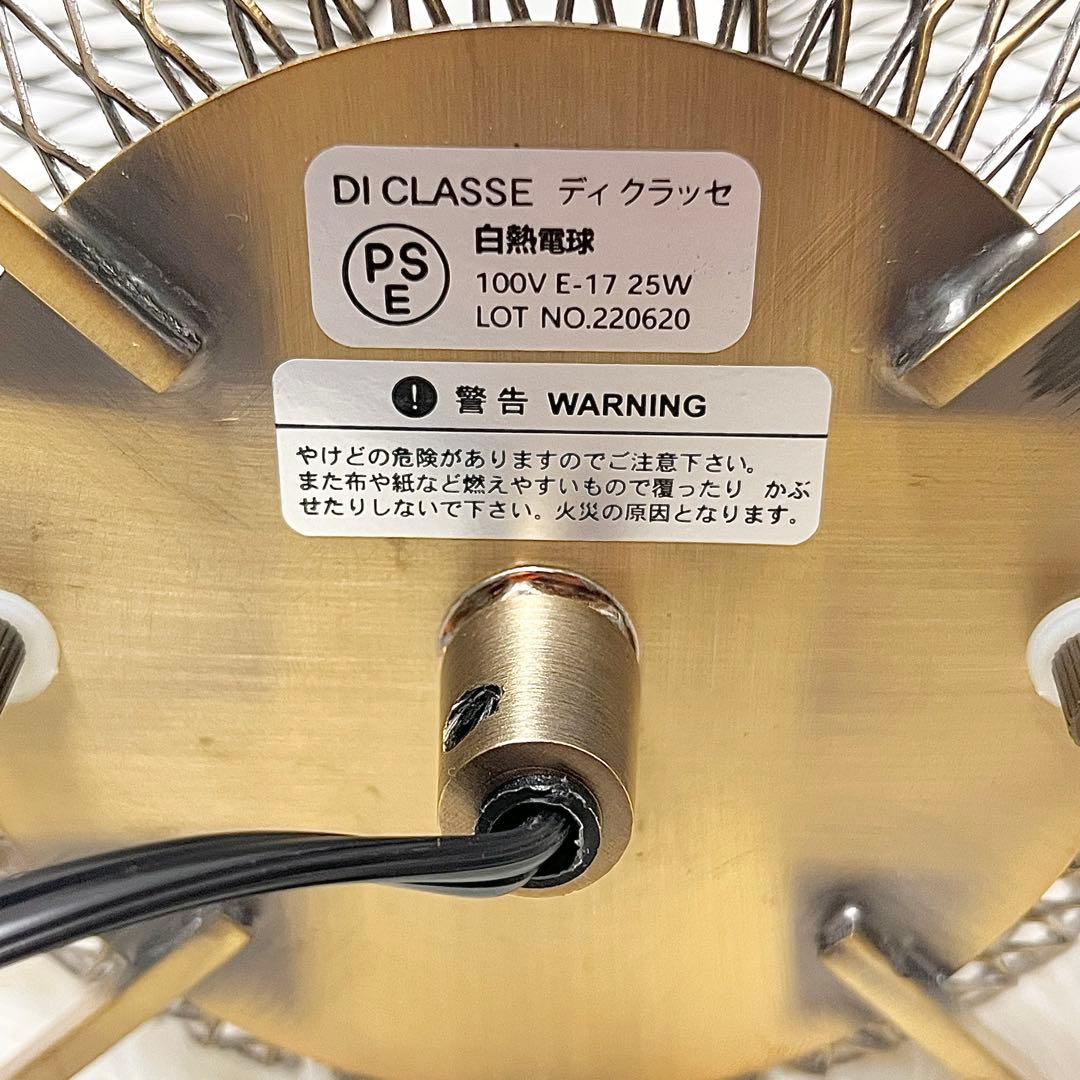 DI CLASSE ディ クラッセ
PSE
白熱電球
100V E-17 25W
LOT NO.220620
! 警告 WARNING
やけどの危険がありますのでご注意下さい。
また布や紙など燃えやすいもので覆ったり かぶ
せたりしないで下さい。火災の原因となります。